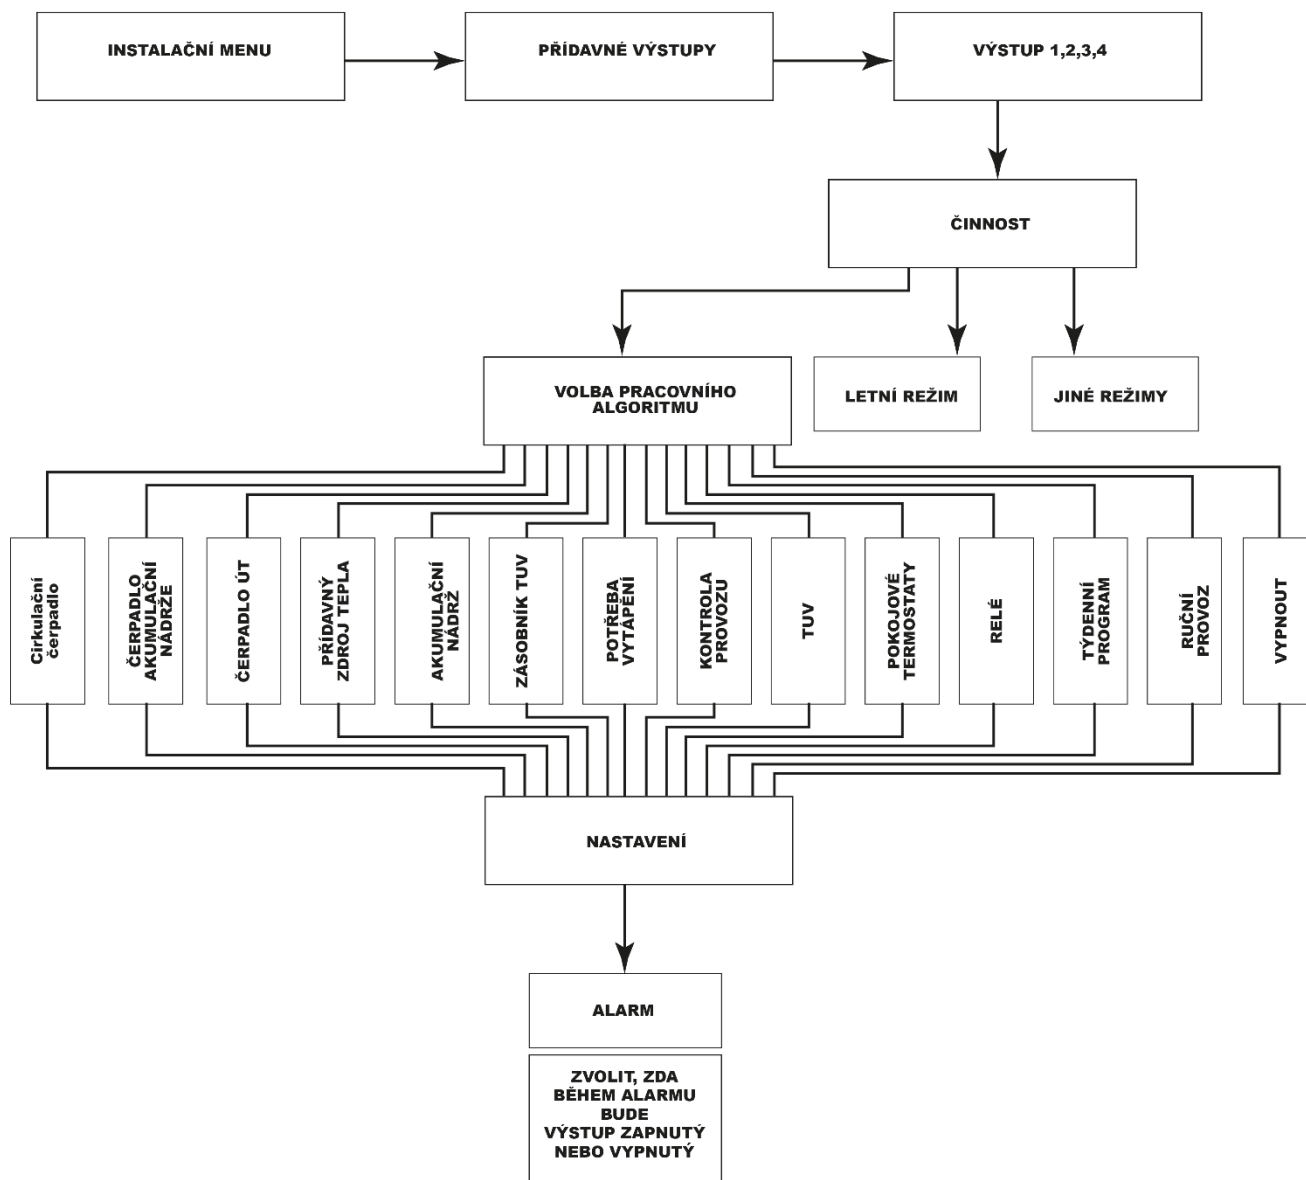 INSTALAČNÍ MENU
PŘÍDAVNÉ VÝSTUPY
VÝSTUP 1,2,3,4
ČINNOST
VOLBA PRACOVNÍHO
ALGORITMU
LETNÍ REŽIM
JINÉ REŽIMY
Cirkulační
čerpadlo
ČERPADLO
AKUMULAČNÍ
NÁDRŽE
ČERPADLO ÚT
PŘÍDAVNÝ
ZDROJ TEPLA
AKUMULAČNÍ
NÁDRŽ
ZÁSOBNÍK TUV
POTŘEBA
VYTÁPĚNÍ
KONTROLA
PROVOZU
TUV
POKOJOVÉ
TERMOSTATY
RELÉ
TÝDENNÍ
PROGRAM
RUČNÍ
PROVOZ
VYPNOUT
NASTAVENÍ
ALARM
ZVOLIT, ZDA
BĚHEM ALARMU
BUDE
VÝSTUP ZAPNUTÝ
NEBO VYPNUTÝ